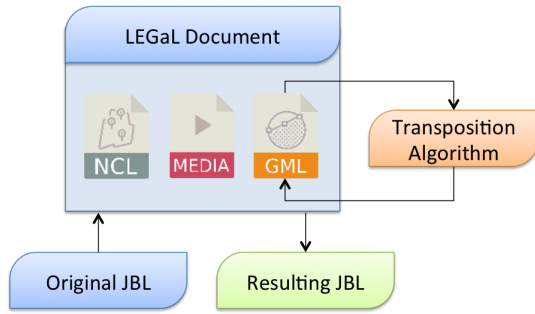 LEGaL Document
NCL
MEDIA
GML
Transposition
Algorithm
Original JBL
Resulting JBL